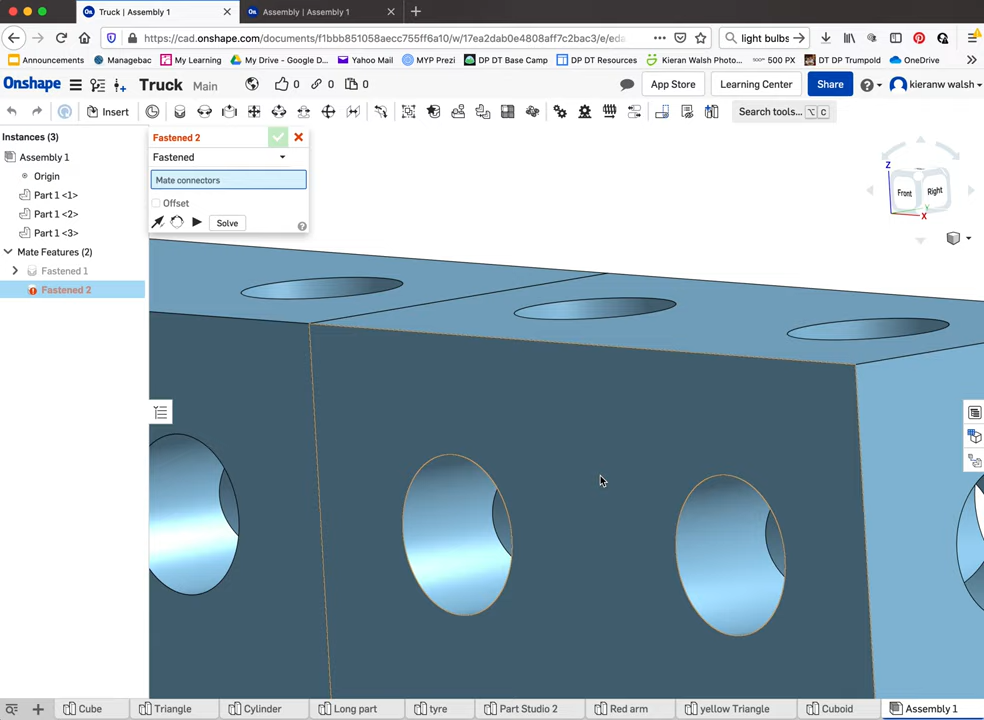 Truck | Assembly 1
Assembly | Assembly 1
https://cad.onshape.com/documents/f1bbb851058aecc755ff6a10/w/17ea2dab0e4808aff7c2bac3/e/eda
light bulbs
Announcements
Managebac
My Learning
My Drive - Google D...
Yahoo Mail
MYP Prezi
DP DT Base Camp
DP DT Resources
Kieran Walsh Photo...
500 PX
DT DP Trumpold
OneDrive
Onshape
Truck
Main
0
0
0
App Store
Learning Center
Share
kieranw walsh
Insert
Search tools...
C
Instances (3)
Assembly 1
Origin
Part 1 <1>
Part 1 <2>
Part 1 <3>
Mate Features (2)
Fastened 1
Fastened 2
Fastened 2
Fastened
Mate connectors
Offset
Solve
Z
Front
Right
Y
X
Cube
Triangle
Cylinder
Long part
tyre
Part Studio 2
Red arm
yellow Triangle
Cuboid
Assembly 1